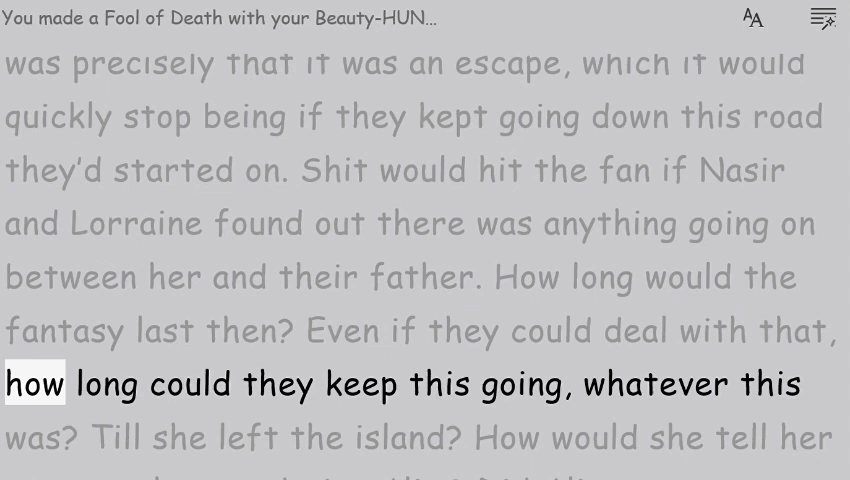 You made a Fool of Death with your Beauty-HUN...
AA
was precisely that it was an escape, which it would
quickly stop being if they kept going down this road
they’d started on. Shit would hit the fan if Nasir
and Lorraine found out there was anything going on
between her and their father. How long would the
fantasy last then? Even if they could deal with that,
how long could they keep this going, whatever this
was? Till she left the island? How would she tell her